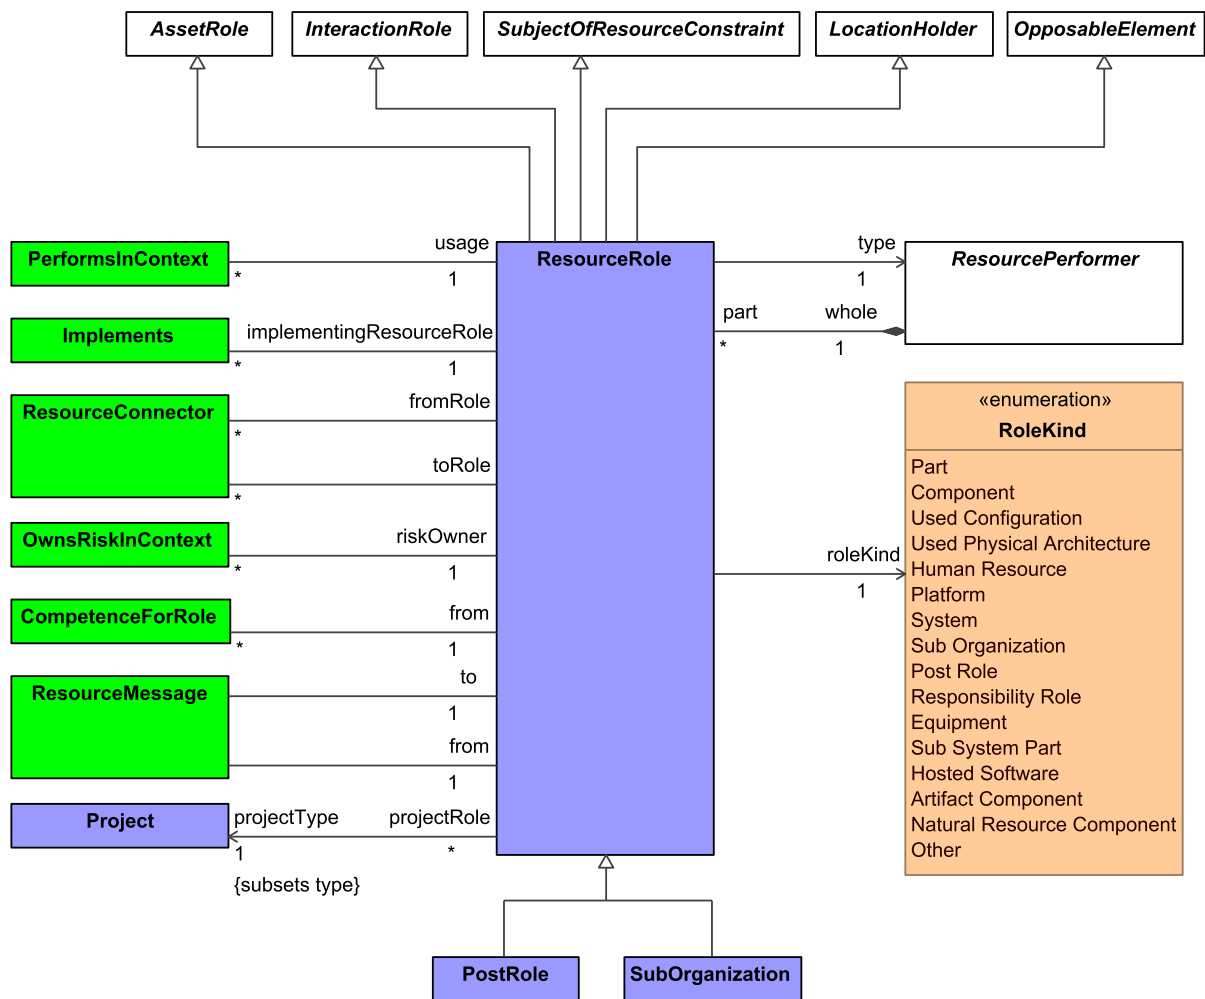 AssetRole
InteractionRole
SubjectOfResourceConstraint
LocationHolder
OpposableElement
PerformsInContext
*
usage
1
ResourceRole
type
1
ResourcePerformer
part
*
whole
1
Implements
*
implementingResourceRole
1
ResourceConnector
*
fromRole
*
toRole
OwnsRiskInContext
*
riskOwner
1
CompetenceForRole
*
from
1
ResourceMessage
to
1
from
1
Project
projectType
1
{subsets type}
projectRole
*
roleKind
1
«enumeration»
RoleKind
Part
Component
Used Configuration
Used Physical Architecture
Human Resource
Platform
System
Sub Organization
Post Role
Responsibility Role
Equipment
Sub System Part
Hosted Software
Artifact Component
Natural Resource Component
Other
PostRole
SubOrganization